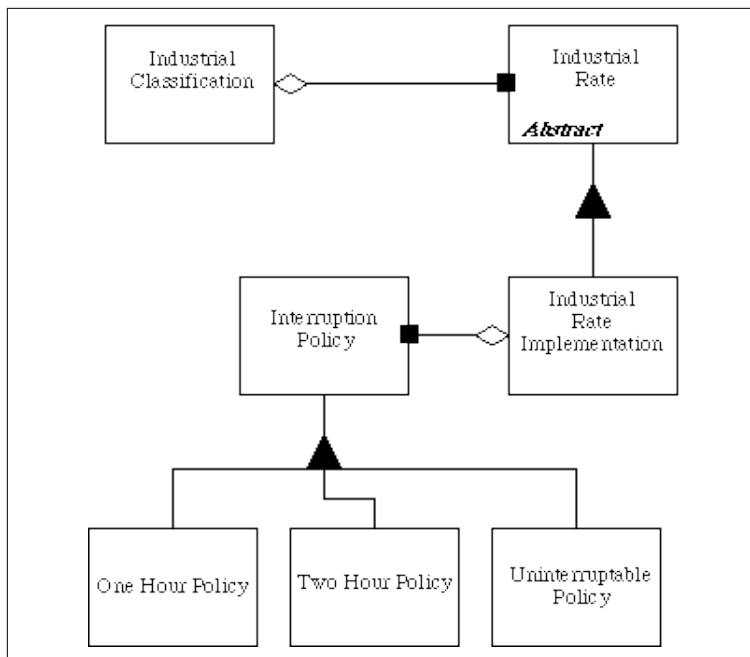 Industrial
Classification
Industrial
Rate
Abstract
Interruption
Policy
Industrial
Rate
Implementation
One Hour Policy
Two Hour Policy
Uninterruptable
Policy